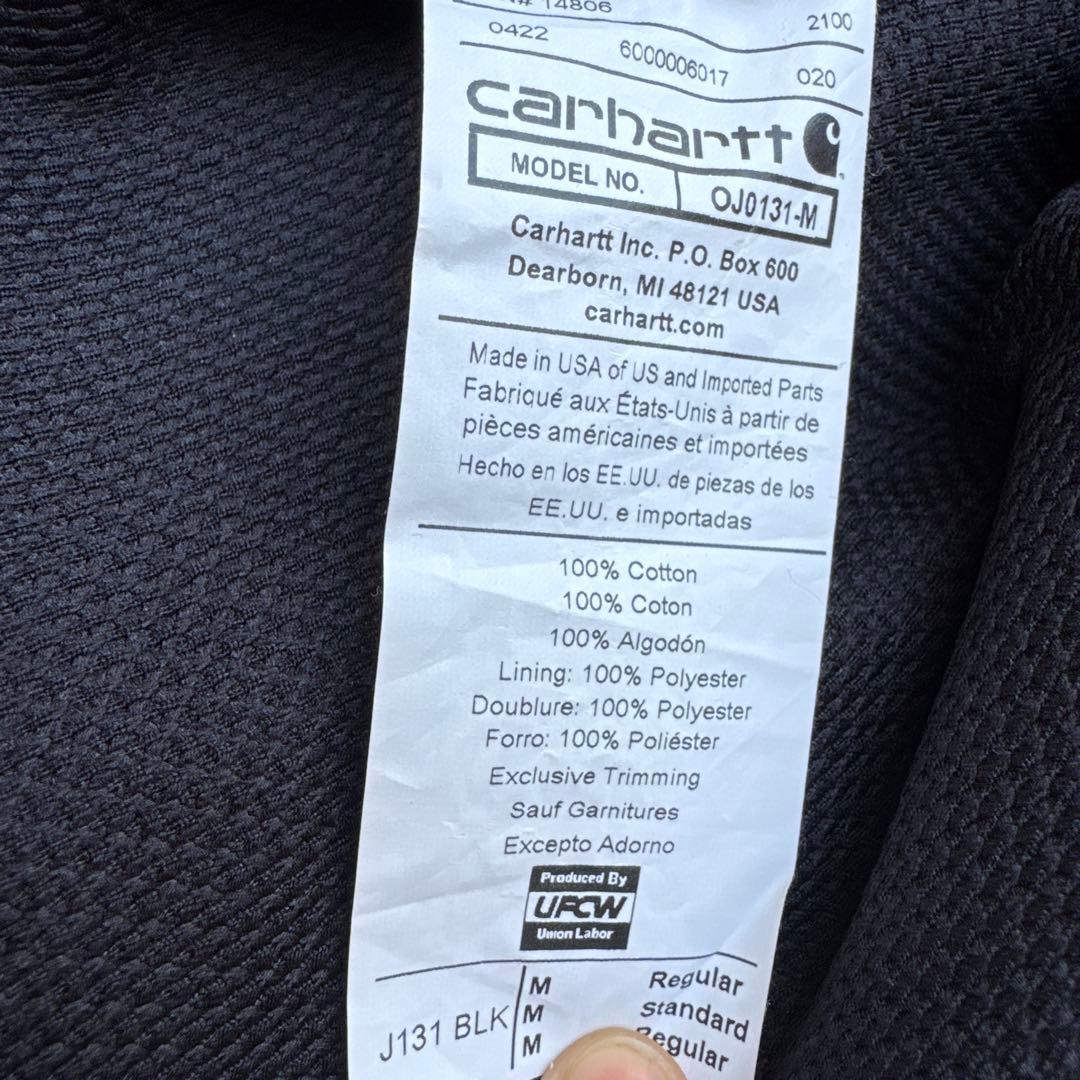 14806 2100
0422 6000006017 020
carhartt
MODEL NO. OJ0131-M
Carhartt Inc. P.O. Box 600
Dearborn, MI 48121 USA
carhartt.com
Made in USA of US and Imported Parts
Fabriqué aux États-Unis à partir de
pièces américaines et importées
Hecho en los EE.UU. de piezas de los
EE.UU. e importadas
100% Cotton
100% Coton
100% Algodón
Lining: 100% Polyester
Doublure: 100% Polyester
Forro: 100% Poliéster
Exclusive Trimming
Sauf Garnitures
Excepto Adorno
Produced By
UFCW
Union Labor
M Regular
J131 BLK M Standard
M Regular